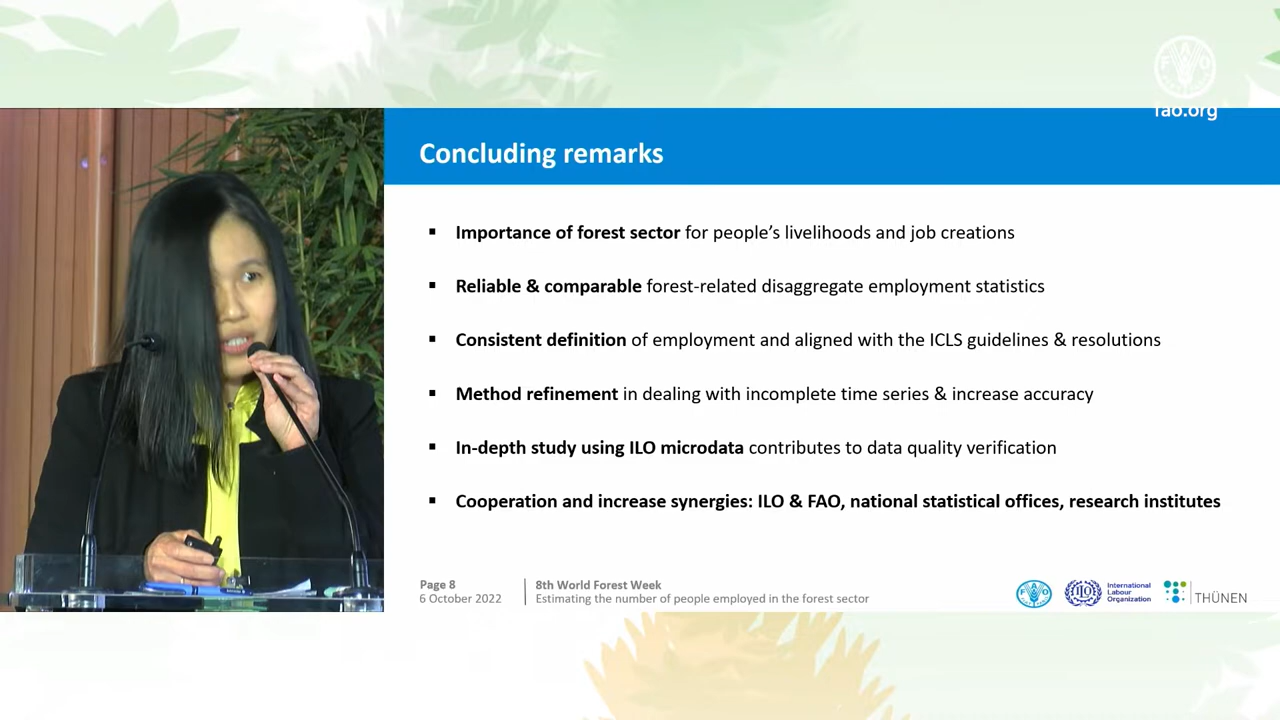 FAO
fao.org
Concluding remarks
▪ Importance of forest sector for people's livelihoods and job creations
▪ Reliable & comparable forest-related disaggregate employment statistics
▪ Consistent definition of employment and aligned with the ICLS guidelines & resolutions
▪ Method refinement in dealing with incomplete time series & increase accuracy
▪ In-depth study using ILO microdata contributes to data quality verification
▪ Cooperation and increase synergies: ILO & FAO, national statistical offices, research institutes
Page 8
6 October 2022
8th World Forest Week
Estimating the number of people employed in the forest sector
FAO
ILO
International
Labour
Organization
THÜNEN